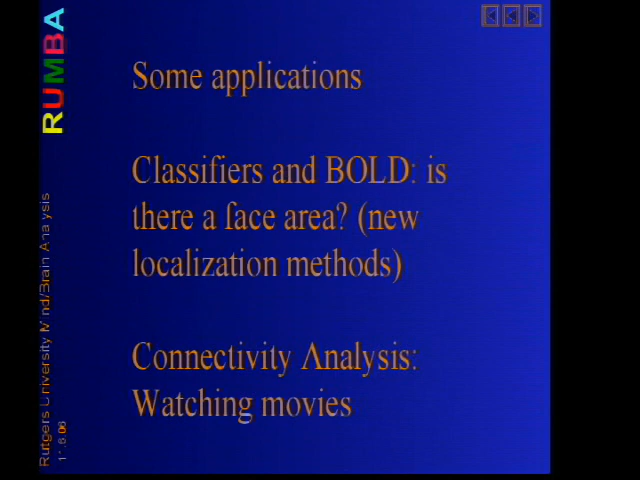 Some applications
Classifiers and BOLD: is
there a face area? (new
localization methods)
Connectivity Analysis:
Watching movies
RUMBA
Rutgers University Mind/Brain Analysis